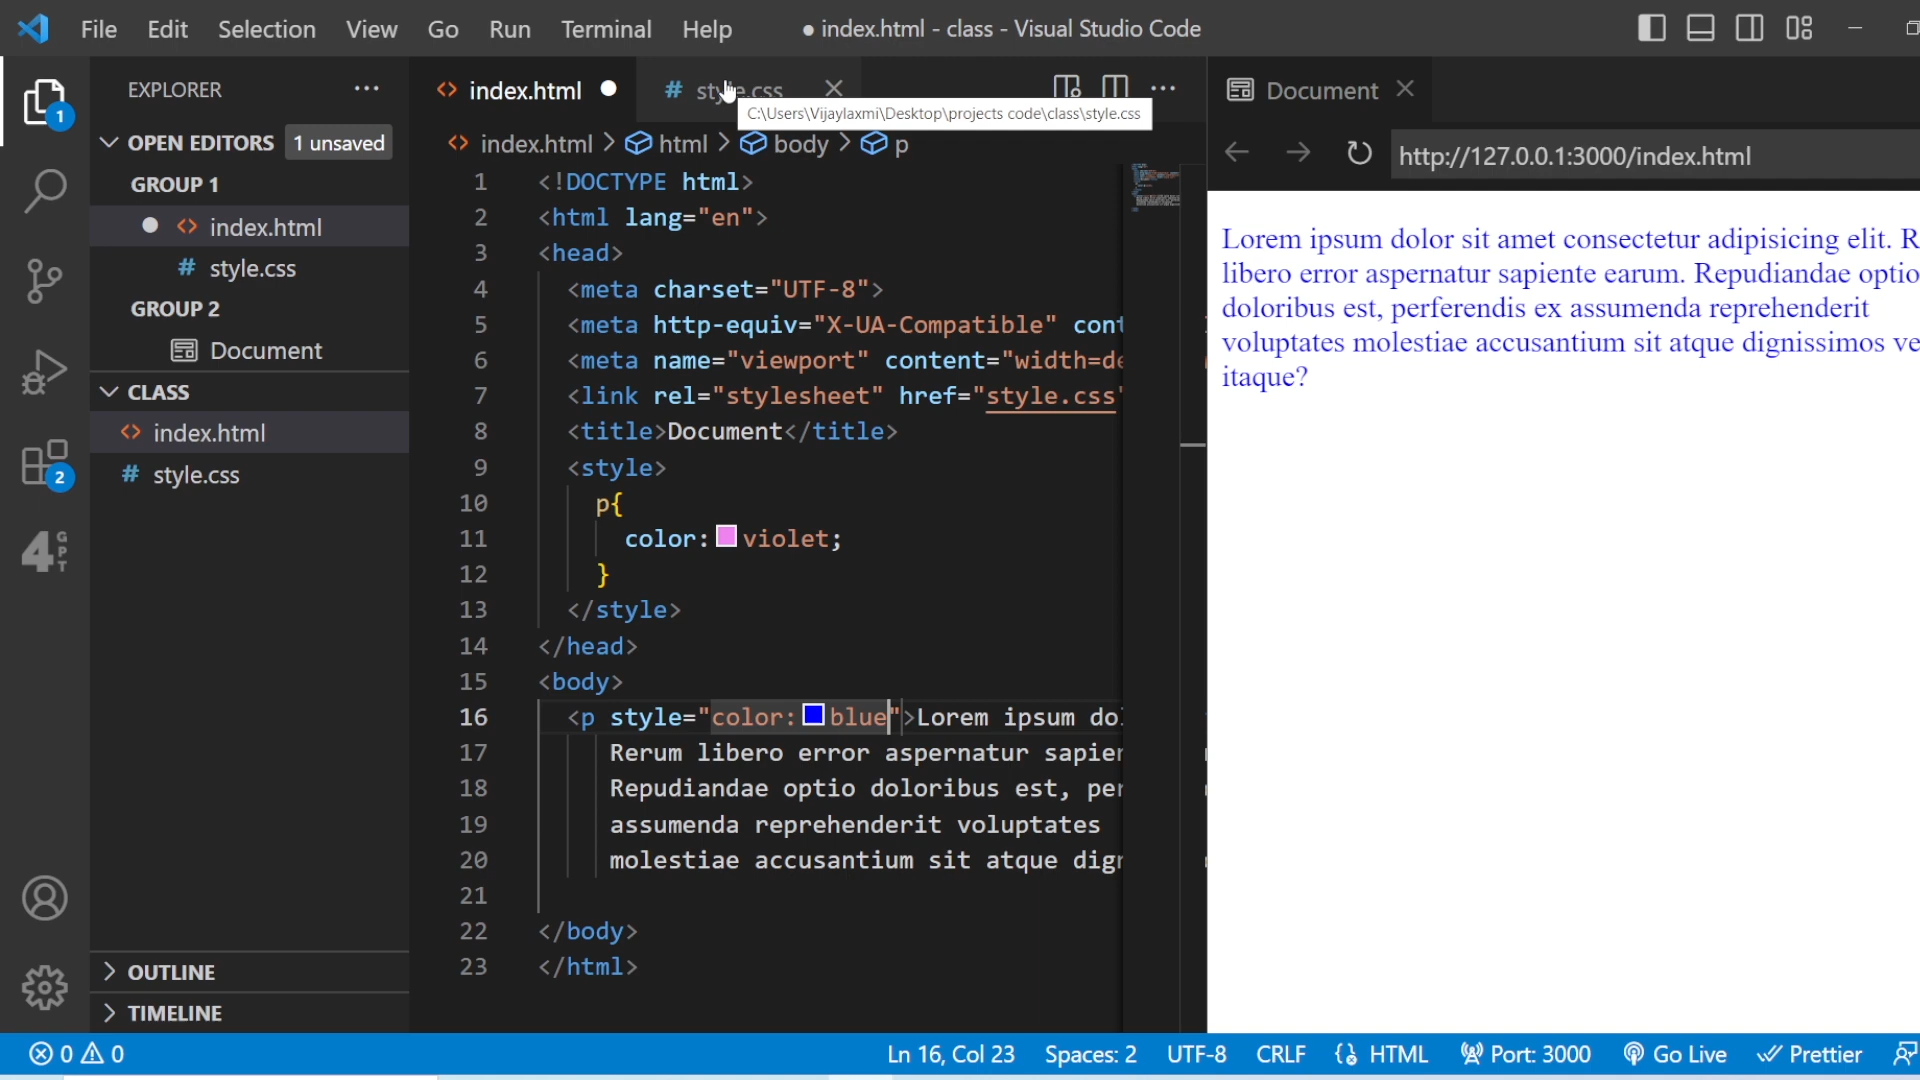 File Edit Selection View Go Run Terminal Help ● index.html - class - Visual Studio Code
EXPLORER ···
1
OPEN EDITORS 1 unsaved
GROUP 1
index.html
# style.css
GROUP 2
Document
CLASS
index.html
# style.css
2
4 GPT
OUTLINE
TIMELINE
<> index.html ● # style.css ···
C:\Users\Vijaylaxmi\Desktop\projects code\class\style.css
<> index.html > html > body > p
1 <!DOCTYPE html>
2 <html lang="en">
3 <head>
4 <meta charset="UTF-8">
5 <meta http-equiv="X-UA-Compatible" cont
6 <meta name="viewport" content="width=de
7 <link rel="stylesheet" href="style.css"
8 <title>Document</title>
9 <style>
10 p{
11 color: violet;
12 }
13 </style>
14 </head>
15 <body>
16 <p style="color: blue">Lorem ipsum dol
17 Rerum libero error aspernatur sapien
18 Repudiandae optio doloribus est, per
19 assumenda reprehenderit voluptates
20 molestiae accusantium sit atque dign
21
22 </body>
23 </html>
Document
http://127.0.0.1:3000/index.html
Lorem ipsum dolor sit amet consectetur adipisicing elit. R
libero error aspernatur sapiente earum. Repudiandae optio
doloribus est, perferendis ex assumenda reprehenderit
voluptates molestiae accusantium sit atque dignissimos ve
itaque?
0 0 Ln 16, Col 23 Spaces: 2 UTF-8 CRLF HTML Port: 3000 Go Live Prettier